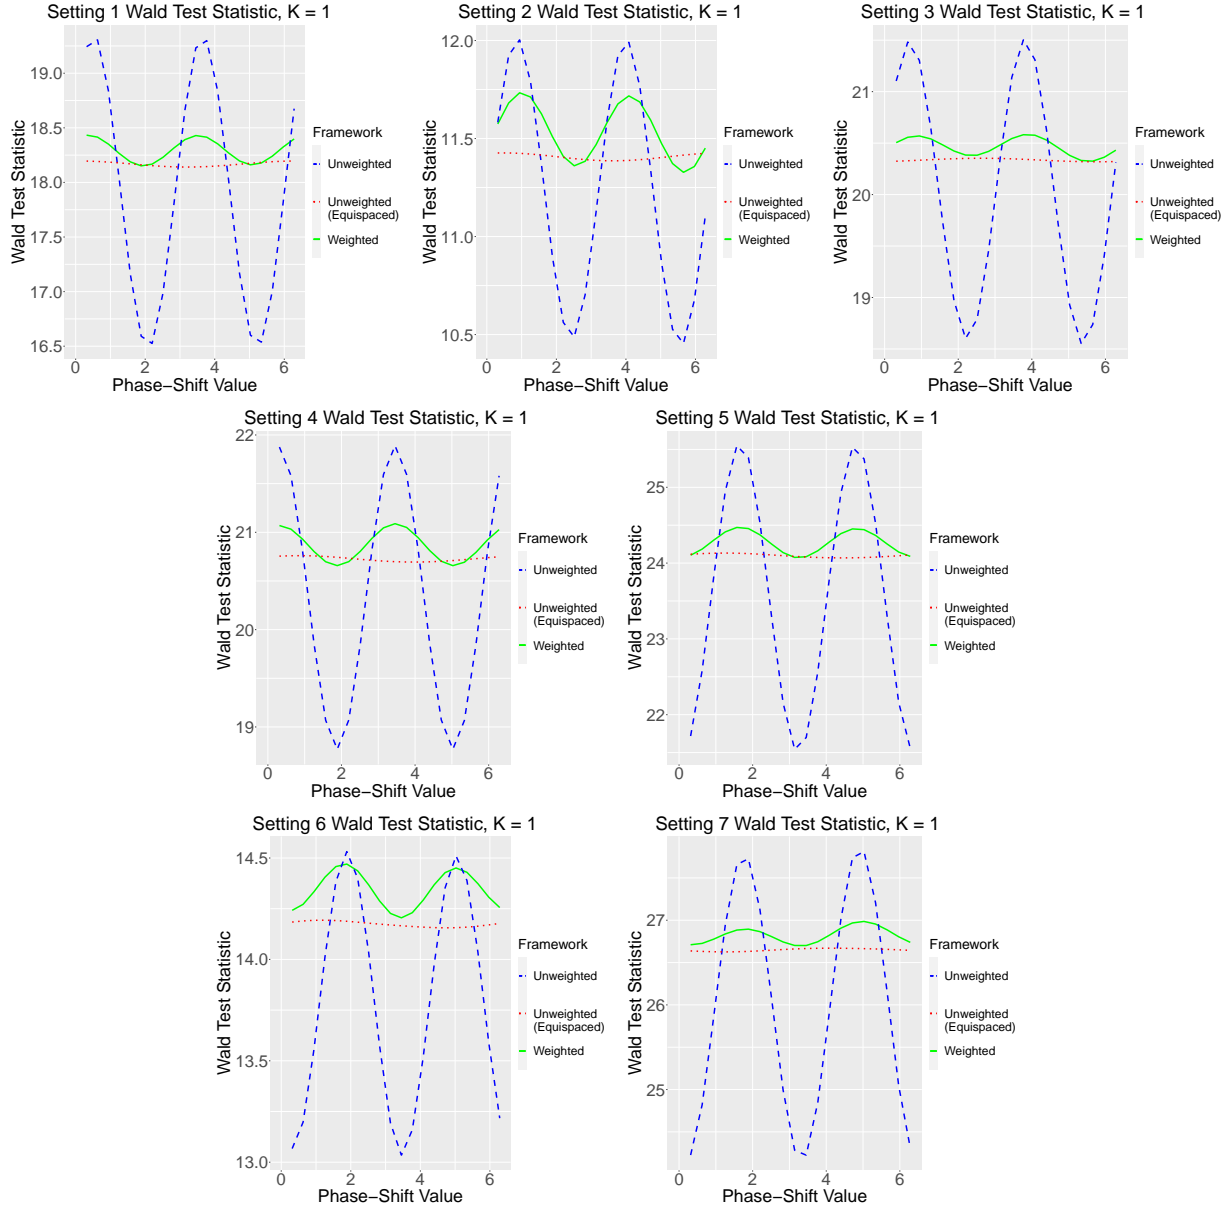 Setting 1 Wald Test Statistic, K = 1
Wald Test Statistic
19.0
18.5
18.0
17.5
17.0
16.5
0 2 4 6
Phase−Shift Value
Framework
Unweighted
Unweighted
(Equispaced)
Weighted
Setting 2 Wald Test Statistic, K = 1
Wald Test Statistic
12.0
11.5
11.0
10.5
0 2 4 6
Phase−Shift Value
Framework
Unweighted
Unweighted
(Equispaced)
Weighted
Setting 3 Wald Test Statistic, K = 1
Wald Test Statistic
21
20
19
0 2 4 6
Phase−Shift Value
Framework
Unweighted
Unweighted
(Equispaced)
Weighted
Setting 4 Wald Test Statistic, K = 1
Wald Test Statistic
22
21
20
19
0 2 4 6
Phase−Shift Value
Framework
Unweighted
Unweighted
(Equispaced)
Weighted
Setting 5 Wald Test Statistic, K = 1
Wald Test Statistic
25
24
23
22
0 2 4 6
Phase−Shift Value
Framework
Unweighted
Unweighted
(Equispaced)
Weighted
Setting 6 Wald Test Statistic, K = 1
Wald Test Statistic
14.5
14.0
13.5
13.0
0 2 4 6
Phase−Shift Value
Framework
Unweighted
Unweighted
(Equispaced)
Weighted
Setting 7 Wald Test Statistic, K = 1
Wald Test Statistic
27
26
25
0 2 4 6
Phase−Shift Value
Framework
Unweighted
Unweighted
(Equispaced)
Weighted